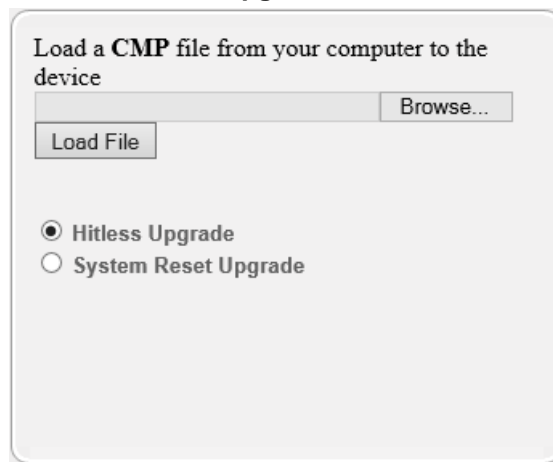 Load a CMP file from your computer to the
device
Browse...
Load File
Hitless Upgrade
System Reset Upgrade